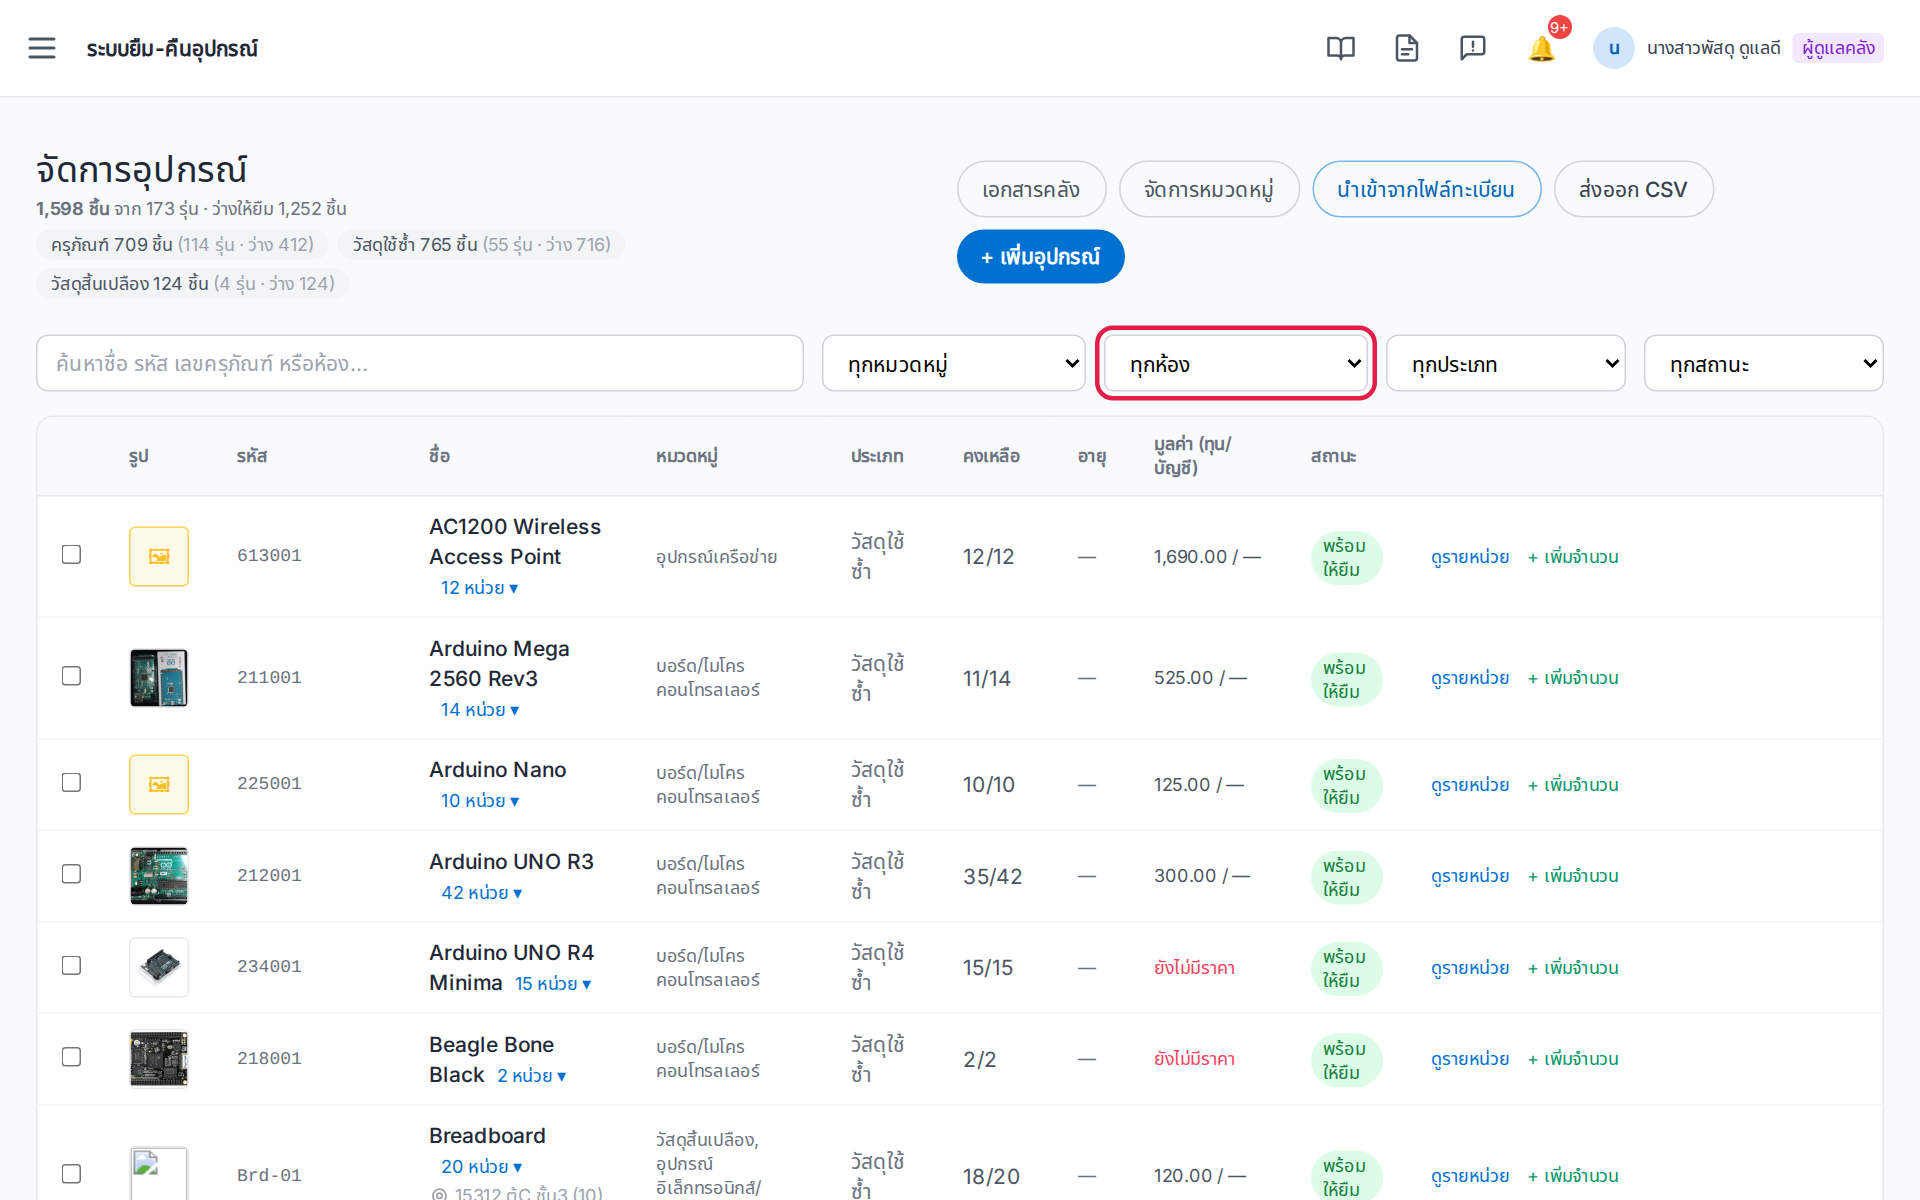 ระบบยืม-คืนอุปกรณ์
9+
น
นางสาวพัสดุ ดูแลดี
ผู้ดูแลคลัง
จัดการอุปกรณ์
1,598 ชิ้น จาก 173 รุ่น · ว่างให้ยืม 1,252 ชิ้น
ครุภัณฑ์ 709 ชิ้น (114 รุ่น · ว่าง 412)
วัสดุใช้ซ้ำ 765 ชิ้น (55 รุ่น · ว่าง 716)
วัสดุสิ้นเปลือง 124 ชิ้น (4 รุ่น · ว่าง 124)
เอกสารคลัง
จัดการหมวดหมู่
นำเข้าจากไฟล์ทะเบียน
ส่งออก CSV
+ เพิ่มอุปกรณ์
ค้นหาชื่อ รหัส เลขครุภัณฑ์ หรือห้อง...
ทุกหมวดหมู่
ทุกห้อง
ทุกประเภท
ทุกสถานะ
รูป รหัส ชื่อ หมวดหมู่ ประเภท คงเหลือ อายุ มูลค่า (ทุน/
บัญชี) สถานะ
AC1200 Wireless
Access Point
12 หน่วย ▾
613001
อุปกรณ์เครือข่าย
วัสดุใช้
ซ้ำ
12/12
—
1,690.00 / —
พร้อม
ให้ยืม
ดูรายหน่วย
+ เพิ่มจำนวน
Arduino Mega
2560 Rev3
14 หน่วย ▾
211001
บอร์ด/ไมโคร
คอนโทรลเลอร์
วัสดุใช้
ซ้ำ
11/14
—
525.00 / —
พร้อม
ให้ยืม
ดูรายหน่วย
+ เพิ่มจำนวน
Arduino Nano
10 หน่วย ▾
225001
บอร์ด/ไมโคร
คอนโทรลเลอร์
วัสดุใช้
ซ้ำ
10/10
—
125.00 / —
พร้อม
ให้ยืม
ดูรายหน่วย
+ เพิ่มจำนวน
Arduino UNO R3
42 หน่วย ▾
212001
บอร์ด/ไมโคร
คอนโทรลเลอร์
วัสดุใช้
ซ้ำ
35/42
—
300.00 / —
พร้อม
ให้ยืม
ดูรายหน่วย
+ เพิ่มจำนวน
Arduino UNO R4
Minima 15 หน่วย ▾
234001
บอร์ด/ไมโคร
คอนโทรลเลอร์
วัสดุใช้
ซ้ำ
15/15
—
ยังไม่มีราคา
พร้อม
ให้ยืม
ดูรายหน่วย
+ เพิ่มจำนวน
Beagle Bone
Black 2 หน่วย ▾
218001
บอร์ด/ไมโคร
คอนโทรลเลอร์
วัสดุใช้
ซ้ำ
2/2
—
ยังไม่มีราคา
พร้อม
ให้ยืม
ดูรายหน่วย
+ เพิ่มจำนวน
Breadboard
20 หน่วย ▾
15312 ตู้C ชั้น3 (10)
Brd-01
วัสดุสิ้นเปลือง,
อุปกรณ์
อิเล็กทรอนิกส์/
วัสดุใช้
ซ้ำ
18/20
—
120.00 / —
พร้อม
ให้ยืม
ดูรายหน่วย
+ เพิ่มจำนวน